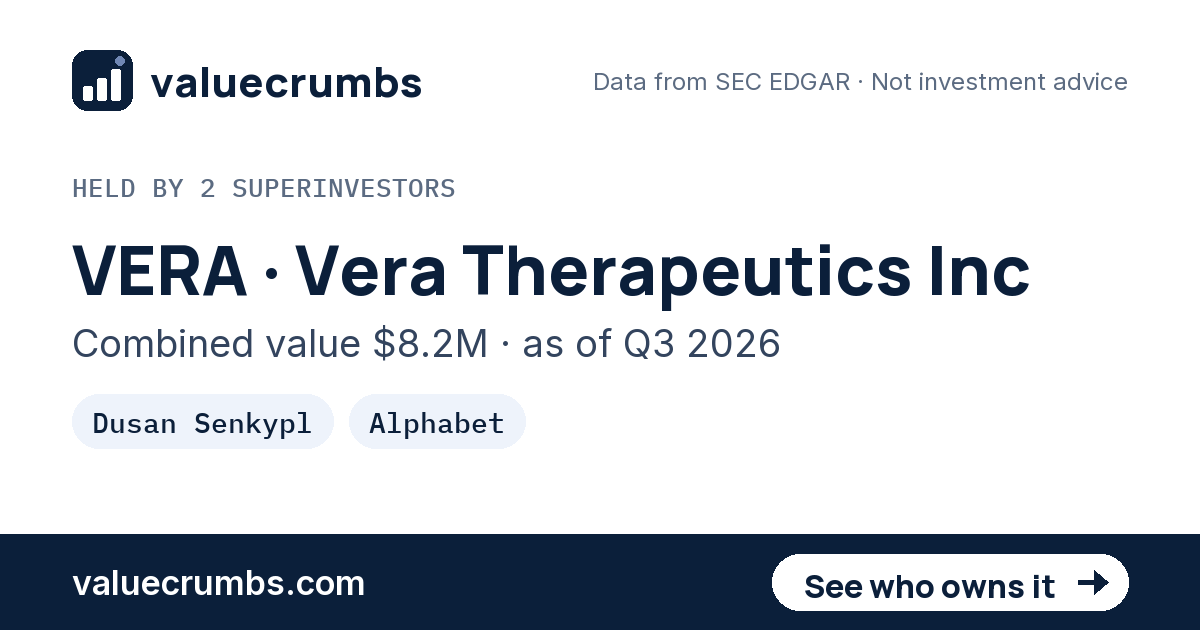 valuecrumbs
Data from SEC EDGAR · Not investment advice
HELD BY 2 SUPERINVESTORS
VERA · Vera Therapeutics Inc
Combined value $8.2M · as of Q3 2026
Dusan Senkypl
Alphabet
valuecrumbs.com
See who owns it →